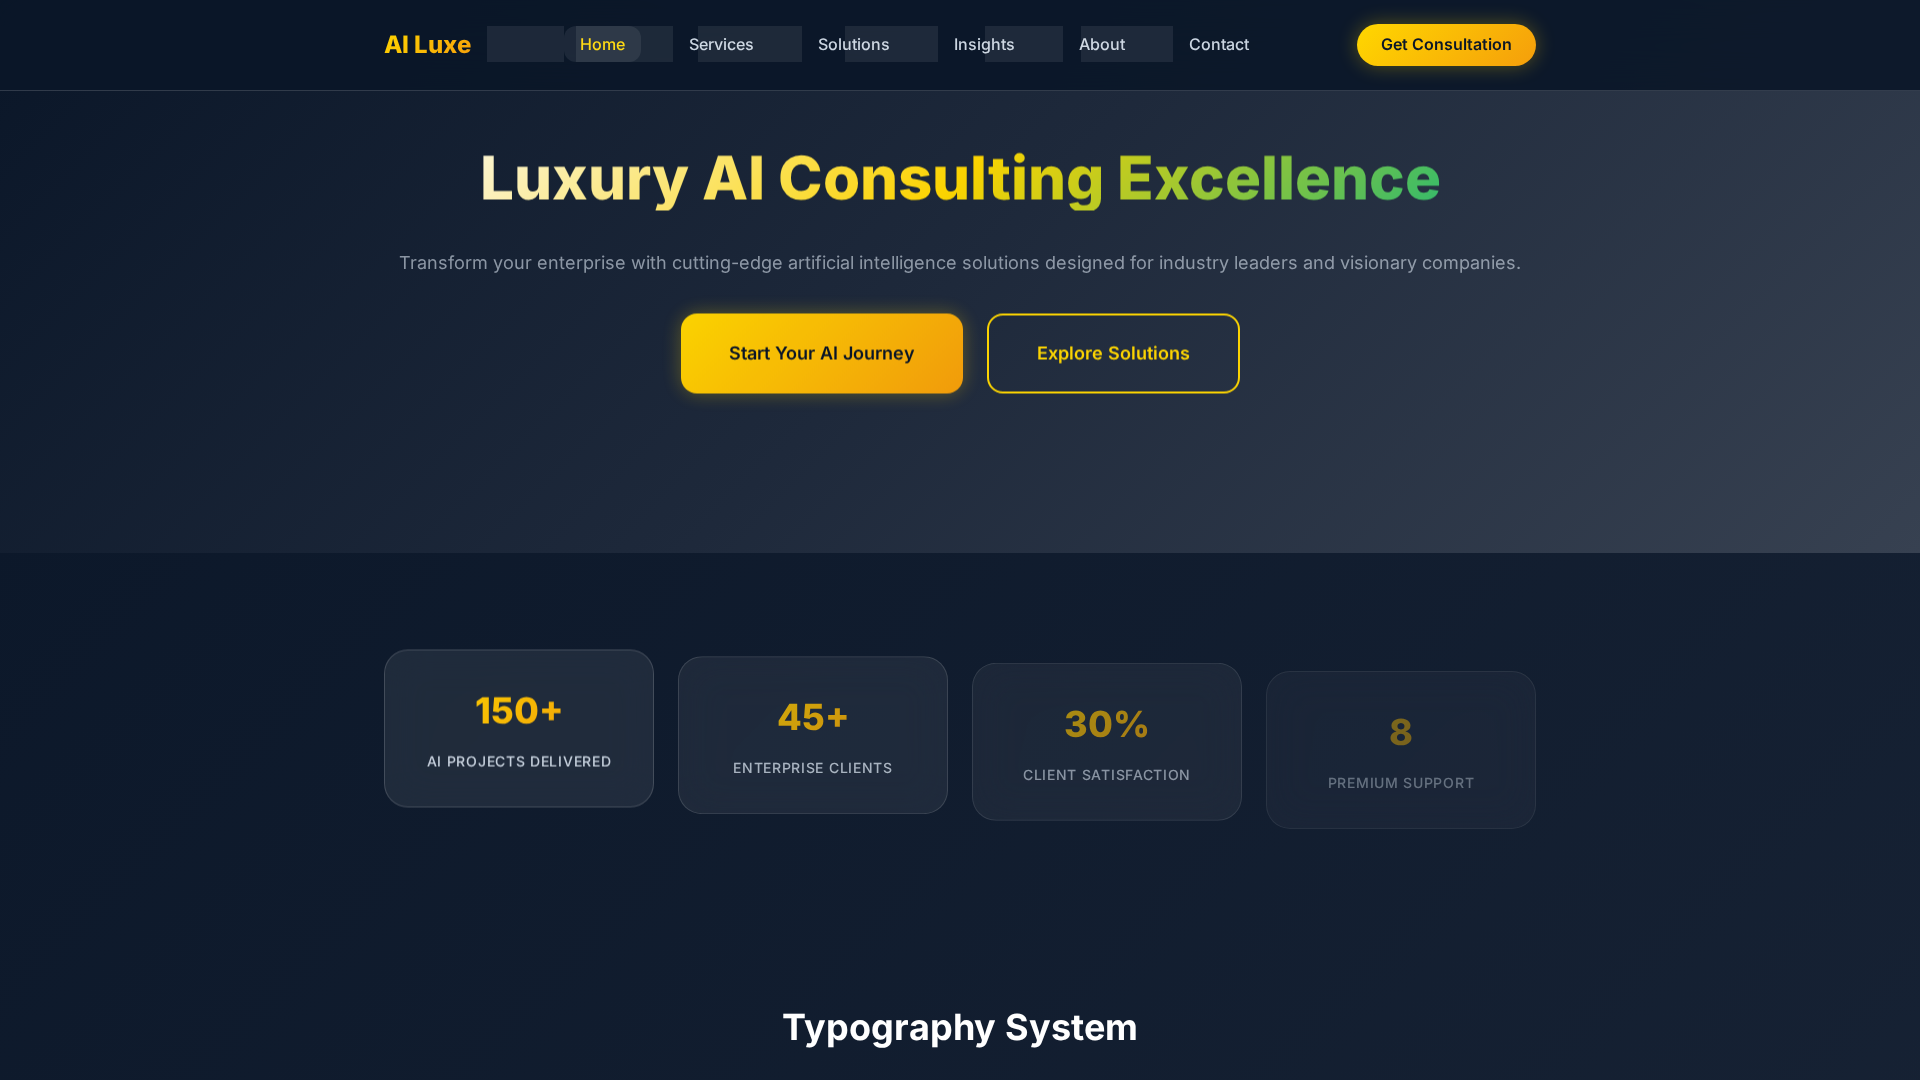 AI Luxe
Home
Services
Solutions
Insights
About
Contact
Get Consultation
Luxury AI Consulting Excellence
Transform your enterprise with cutting-edge artificial intelligence solutions designed for industry leaders and visionary companies.
Start Your AI Journey
Explore Solutions
150+
AI PROJECTS DELIVERED
45+
ENTERPRISE CLIENTS
30%
CLIENT SATISFACTION
8
PREMIUM SUPPORT
Typography System